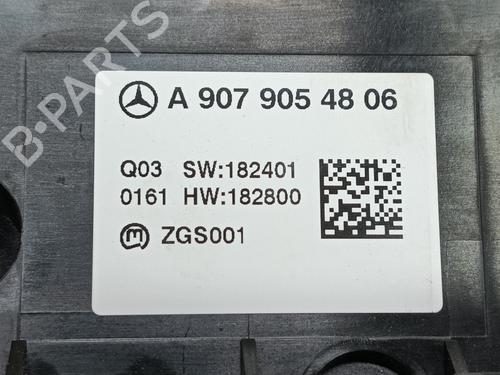 B-PARTS
A 907 905 48 06
Q03 SW:182401
0161 HW:182800
ZGS001